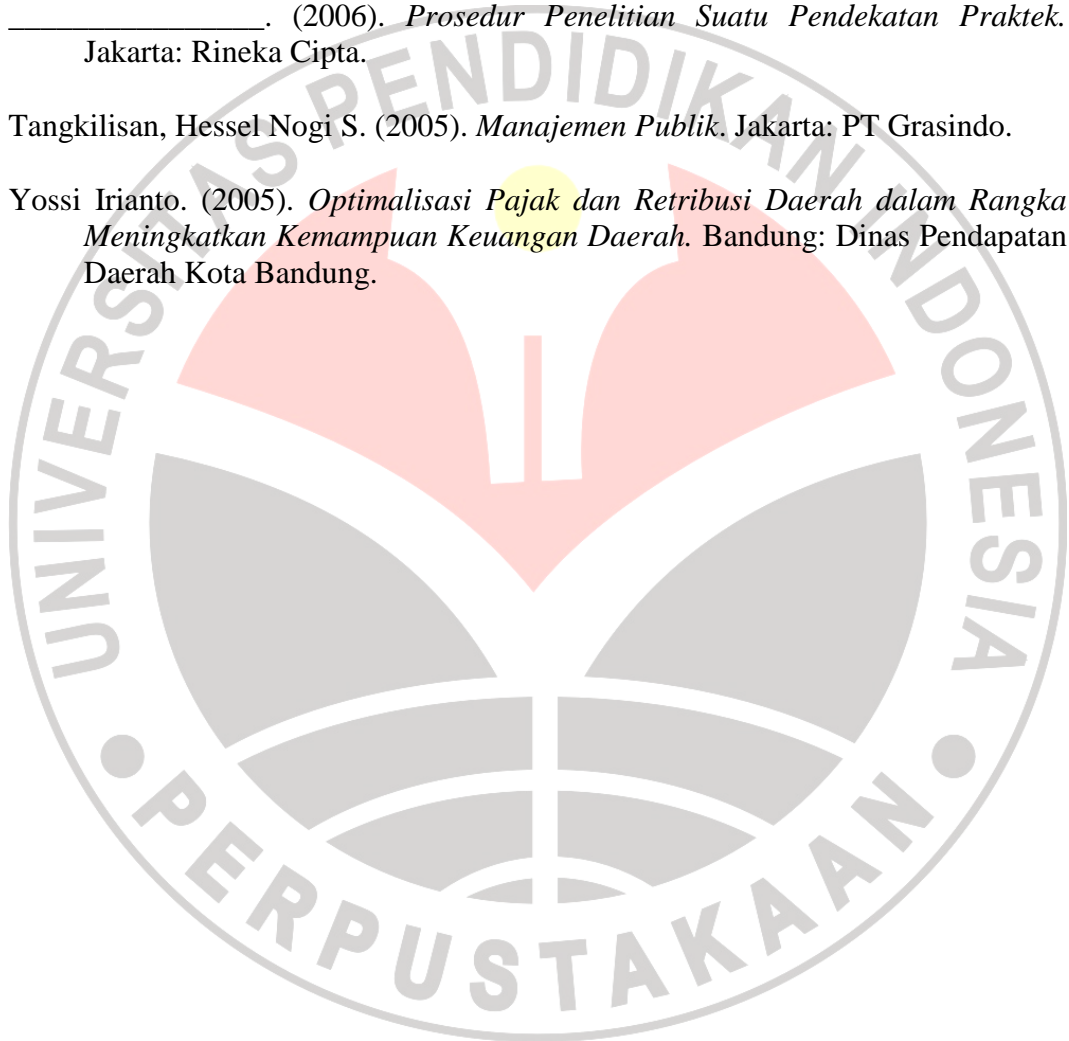 ________________. (2006). Prosedur Penelitian Suatu Pendekatan Praktek.
Jakarta: Rineka Cipta.
Tangkilisan, Hessel Nogi S. (2005). Manajemen Publik. Jakarta: PT Grasindo.
Yossi Irianto. (2005). Optimalisasi Pajak dan Retribusi Daerah dalam Rangka
Meningkatkan Kemampuan Keuangan Daerah. Bandung: Dinas Pendapatan
Daerah Kota Bandung.
UNIVERSITAS PENDIDIKAN INDONESIA
PERPUSTAKAAN